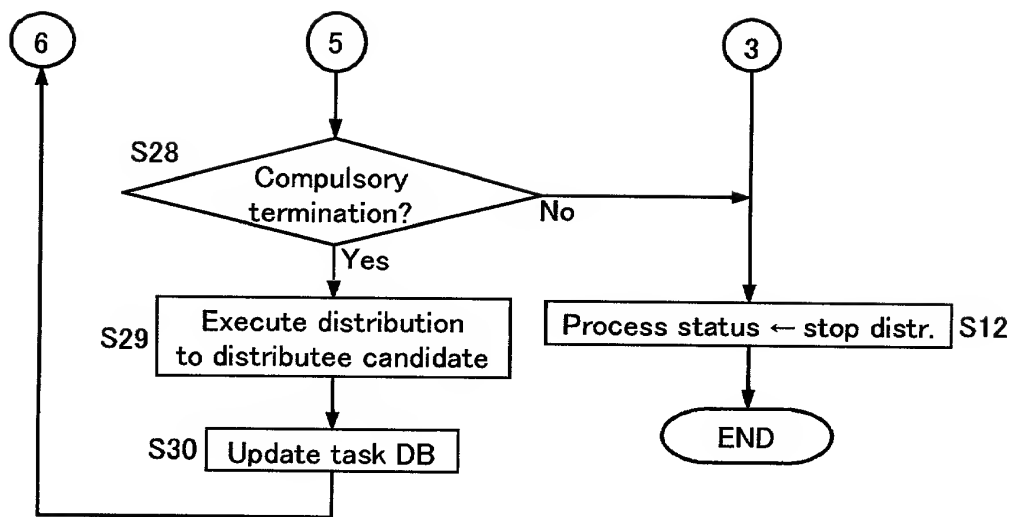 6
5
3
S28
Compulsory
termination?
No
Yes
S29
Execute distribution
to distributee candidate
Process status ← stop distr.
S12
S30
Update task DB
END